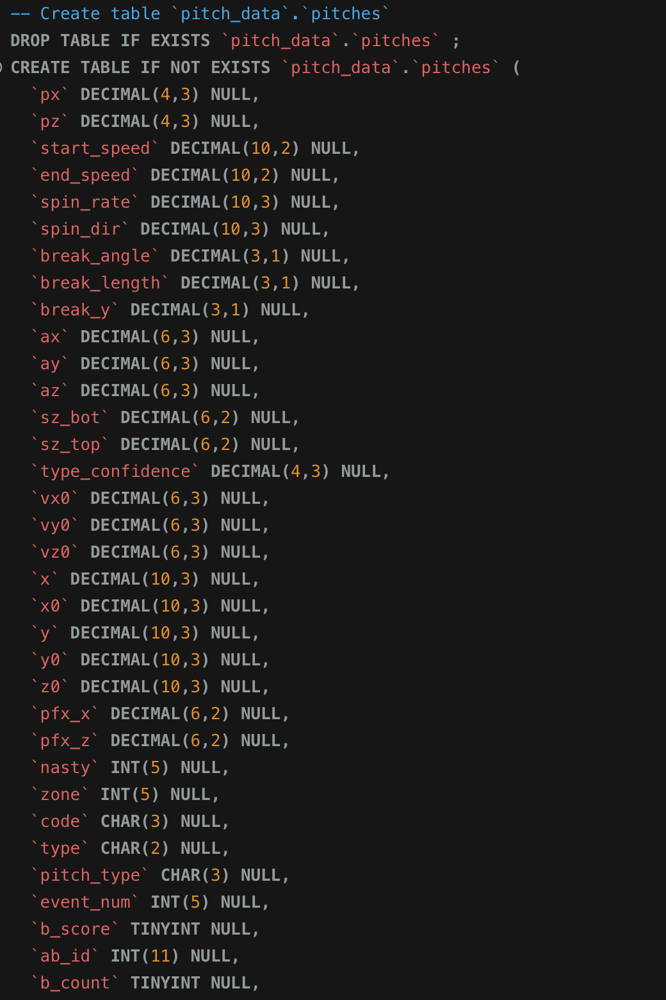 -- Create table `pitch_data`.`pitches`
DROP TABLE IF EXISTS `pitch_data`.`pitches` ;
CREATE TABLE IF NOT EXISTS `pitch_data`.`pitches` (
  `px` DECIMAL(4,3) NULL,
  `pz` DECIMAL(4,3) NULL,
  `start_speed` DECIMAL(10,2) NULL,
  `end_speed` DECIMAL(10,2) NULL,
  `spin_rate` DECIMAL(10,3) NULL,
  `spin_dir` DECIMAL(10,3) NULL,
  `break_angle` DECIMAL(3,1) NULL,
  `break_length` DECIMAL(3,1) NULL,
  `break_y` DECIMAL(3,1) NULL,
  `ax` DECIMAL(6,3) NULL,
  `ay` DECIMAL(6,3) NULL,
  `az` DECIMAL(6,3) NULL,
  `sz_bot` DECIMAL(6,2) NULL,
  `sz_top` DECIMAL(6,2) NULL,
  `type_confidence` DECIMAL(4,3) NULL,
  `vx0` DECIMAL(6,3) NULL,
  `vy0` DECIMAL(6,3) NULL,
  `vz0` DECIMAL(6,3) NULL,
  `x` DECIMAL(10,3) NULL,
  `x0` DECIMAL(10,3) NULL,
  `y` DECIMAL(10,3) NULL,
  `y0` DECIMAL(10,3) NULL,
  `z0` DECIMAL(10,3) NULL,
  `pfx_x` DECIMAL(6,2) NULL,
  `pfx_z` DECIMAL(6,2) NULL,
  `nasty` INT(5) NULL,
  `zone` INT(5) NULL,
  `code` CHAR(3) NULL,
  `type` CHAR(2) NULL,
  `pitch_type` CHAR(3) NULL,
  `event_num` INT(5) NULL,
  `b_score` TINYINT NULL,
  `ab_id` INT(11) NULL,
  `b_count` TINYINT NULL,